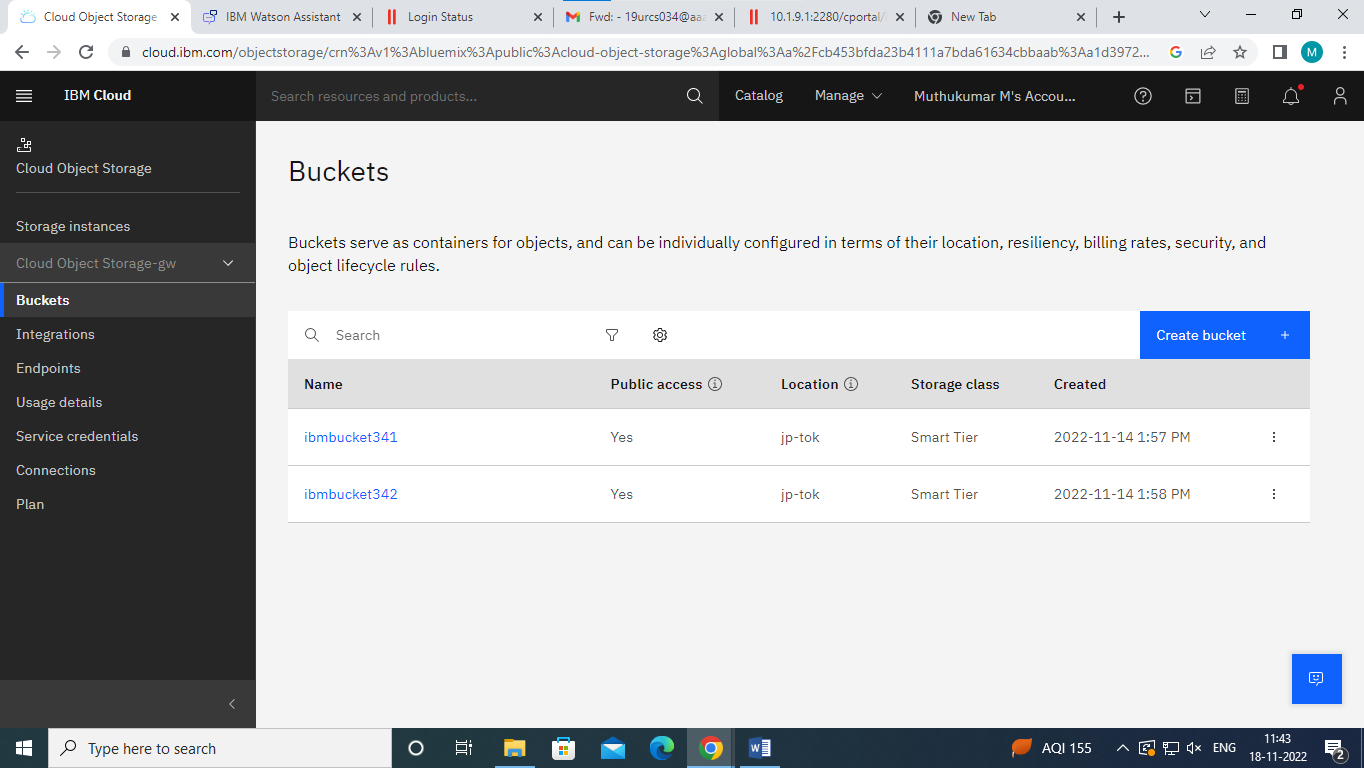 Cloud Object Storage
IBM Watson Assistant
Login Status
Fwd: - 19urcs034@aaa
10.1.9.1:2280/cportal/
New Tab
cloud.ibm.com/objectstorage/crn%3Av1%3Abluemix%3Apublic%3Acloud-object-storage%3Aglobal%3Aa%2Fcb453bfda23b4111a7bda61634cbbaab%3Aa1d3972...
M
IBM Cloud
Search resources and products...
Catalog
Manage
Muthukumar M's Accou...
Cloud Object Storage
Storage instances
Cloud Object Storage-gw
Buckets
Integrations
Endpoints
Usage details
Service credentials
Connections
Plan
Buckets
Buckets serve as containers for objects, and can be individually configured in terms of their location, resiliency, billing rates, security, and
object lifecycle rules.
Search
Create bucket +
Name Public access Location Storage class Created
ibmbucket341 Yes jp-tok Smart Tier 2022-11-14 1:57 PM
ibmbucket342 Yes jp-tok Smart Tier 2022-11-14 1:58 PM
Type here to search
AQI 155
ENG
11:43
18-11-2022
2